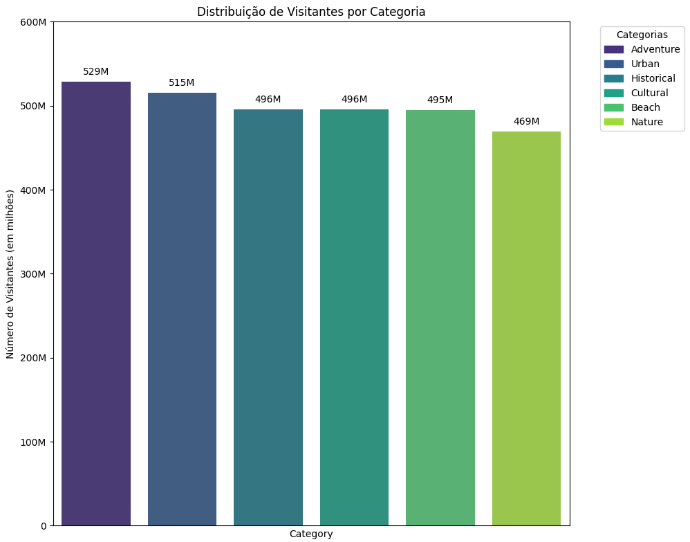 Distribuição de Visitantes por Categoria
Número de Visitantes (em milhões)
600M
500M
400M
300M
200M
100M
0
529M
515M
496M
496M
495M
469M
Category
Categorias
Adventure
Urban
Historical
Cultural
Beach
Nature